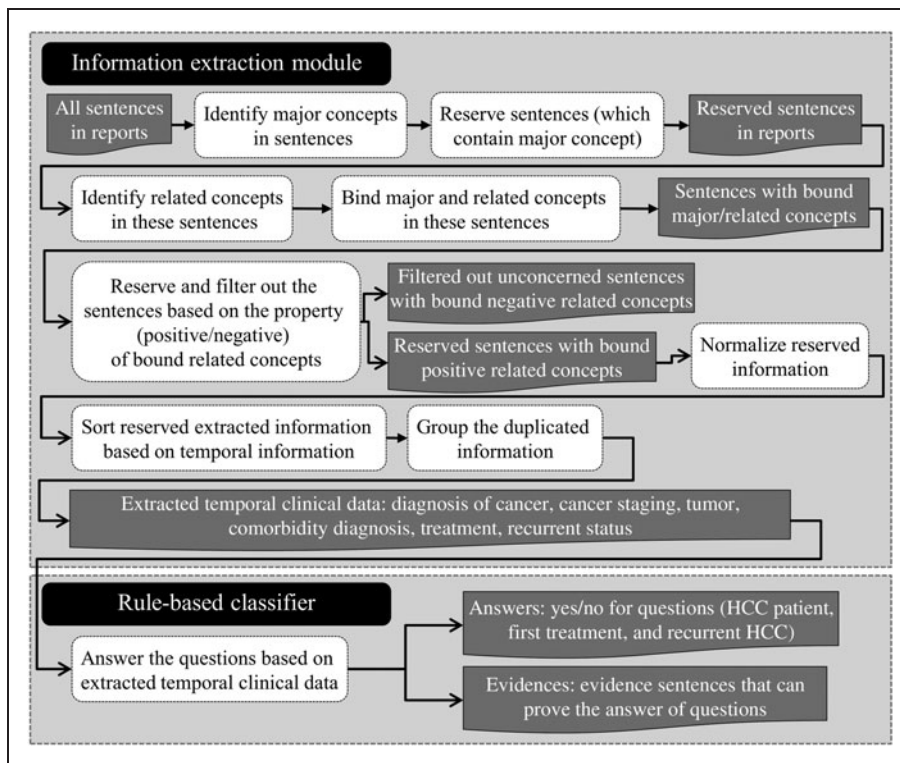 Information extraction module
All sentences
in reports
Identify major concepts
in sentences
Reserve sentences (which
contain major concept)
Reserved sentences
in reports
Identify related concepts
in these sentences
Bind major and related concepts
in these sentences
Sentences with bound
major/related concepts
Reserve and filter out the
sentences based on the property
(positive/negative)
of bound related concepts
Filtered out unconcerned sentences
with bound negative related concepts
Reserved sentences with bound
positive related concepts
Normalize reserved
information
Sort reserved extracted information
based on temporal information
Group the duplicated
information
Extracted temporal clinical data: diagnosis of cancer, cancer staging, tumor,
comorbidity diagnosis, treatment, recurrent status
Rule-based classifier
Answer the questions based on
extracted temporal clinical data
Answers: yes/no for questions (HCC patient,
first treatment, and recurrent HCC)
Evidences: evidence sentences that can
prove the answer of questions